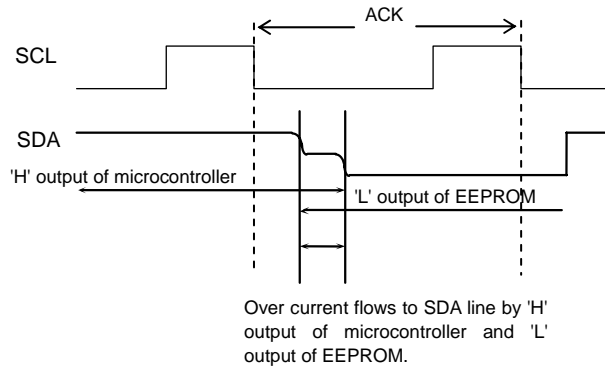 ACK
SCL
SDA
'H' output of microcontroller
'L' output of EEPROM
Over current flows to SDA line by 'H'
output of microcontroller and 'L'
output of EEPROM.